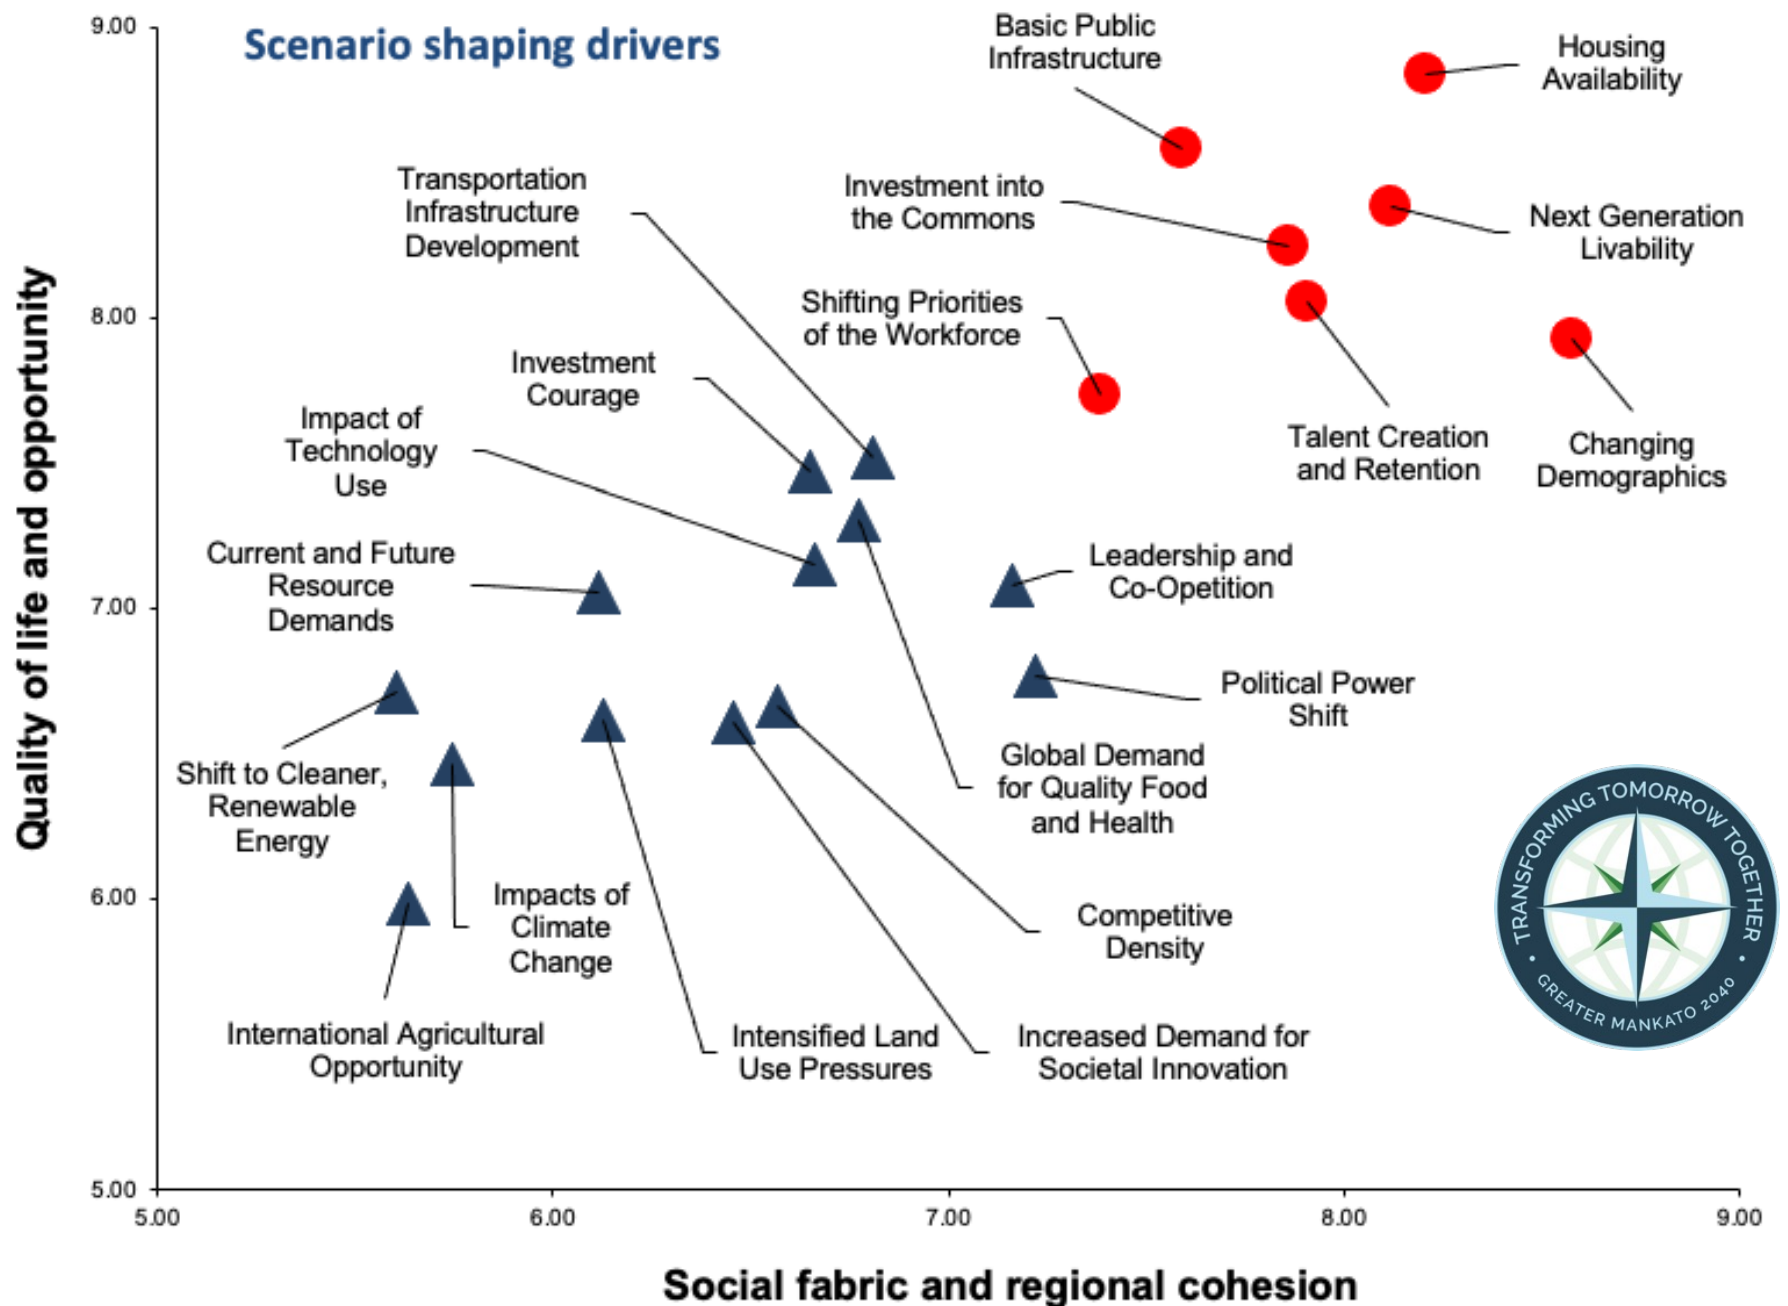 Scenario shaping drivers
Basic Public
Infrastructure
Housing
Availability
Transportation
Infrastructure
Development
Investment into
the Commons
Next Generation
Livability
Shifting Priorities
of the Workforce
Investment
Courage
Impact of
Technology
Use
Talent Creation
and Retention
Changing
Demographics
Current and Future
Resource
Demands
Leadership and
Co-Opetition
Political Power
Shift
Shift to Cleaner,
Renewable
Energy
Global Demand
for Quality Food
and Health
Impacts of
Climate
Change
Competitive
Density
International Agricultural
Opportunity
Intensified Land
Use Pressures
Increased Demand for
Societal Innovation
9.00
8.00
7.00
6.00
5.00
5.00
6.00
7.00
8.00
9.00
Quality of life and opportunity
Social fabric and regional cohesion
TRANSFORMING TOMORROW TOGETHER
• GREATER MANKATO 2040 •